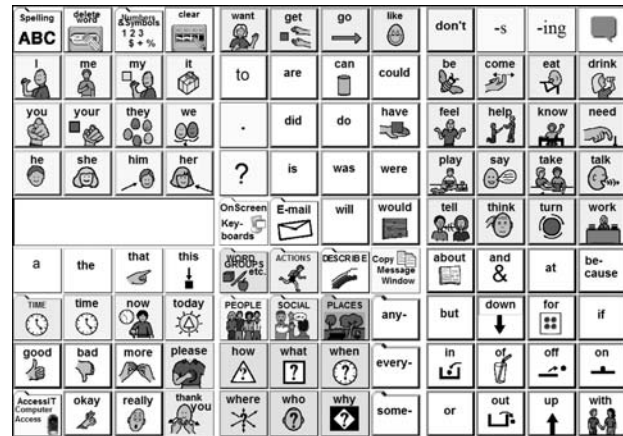 Spelling ABC
delete word
Numbers & Symbols 1 2 3 $ + %
clear
want
get
go
like
don't
-s
-ing
I
me
my
it
to
are
can
could
be
come
eat
drink
you
your
they
we
.
did
do
have
feel
help
know
need
he
she
him
her
?
is
was
were
play
say
take
talk
OnScreen Key-boards
E-mail
will
would
tell
think
turn
work
a
the
that
this
WORD GROUPS etc.
ACTIONS
DESCRIBE
Copy Message Window
about
and &
at
be-cause
TIME
time
now
today
PEOPLE
SOCIAL
PLACES
any-
but
down
for
if
good
bad
more
please
how
what ?
when ?
every-
in
of
off
on
AccessIT Computer Access
okay
really
thank you
where
who ?
why ?
some-
or
out
up
with